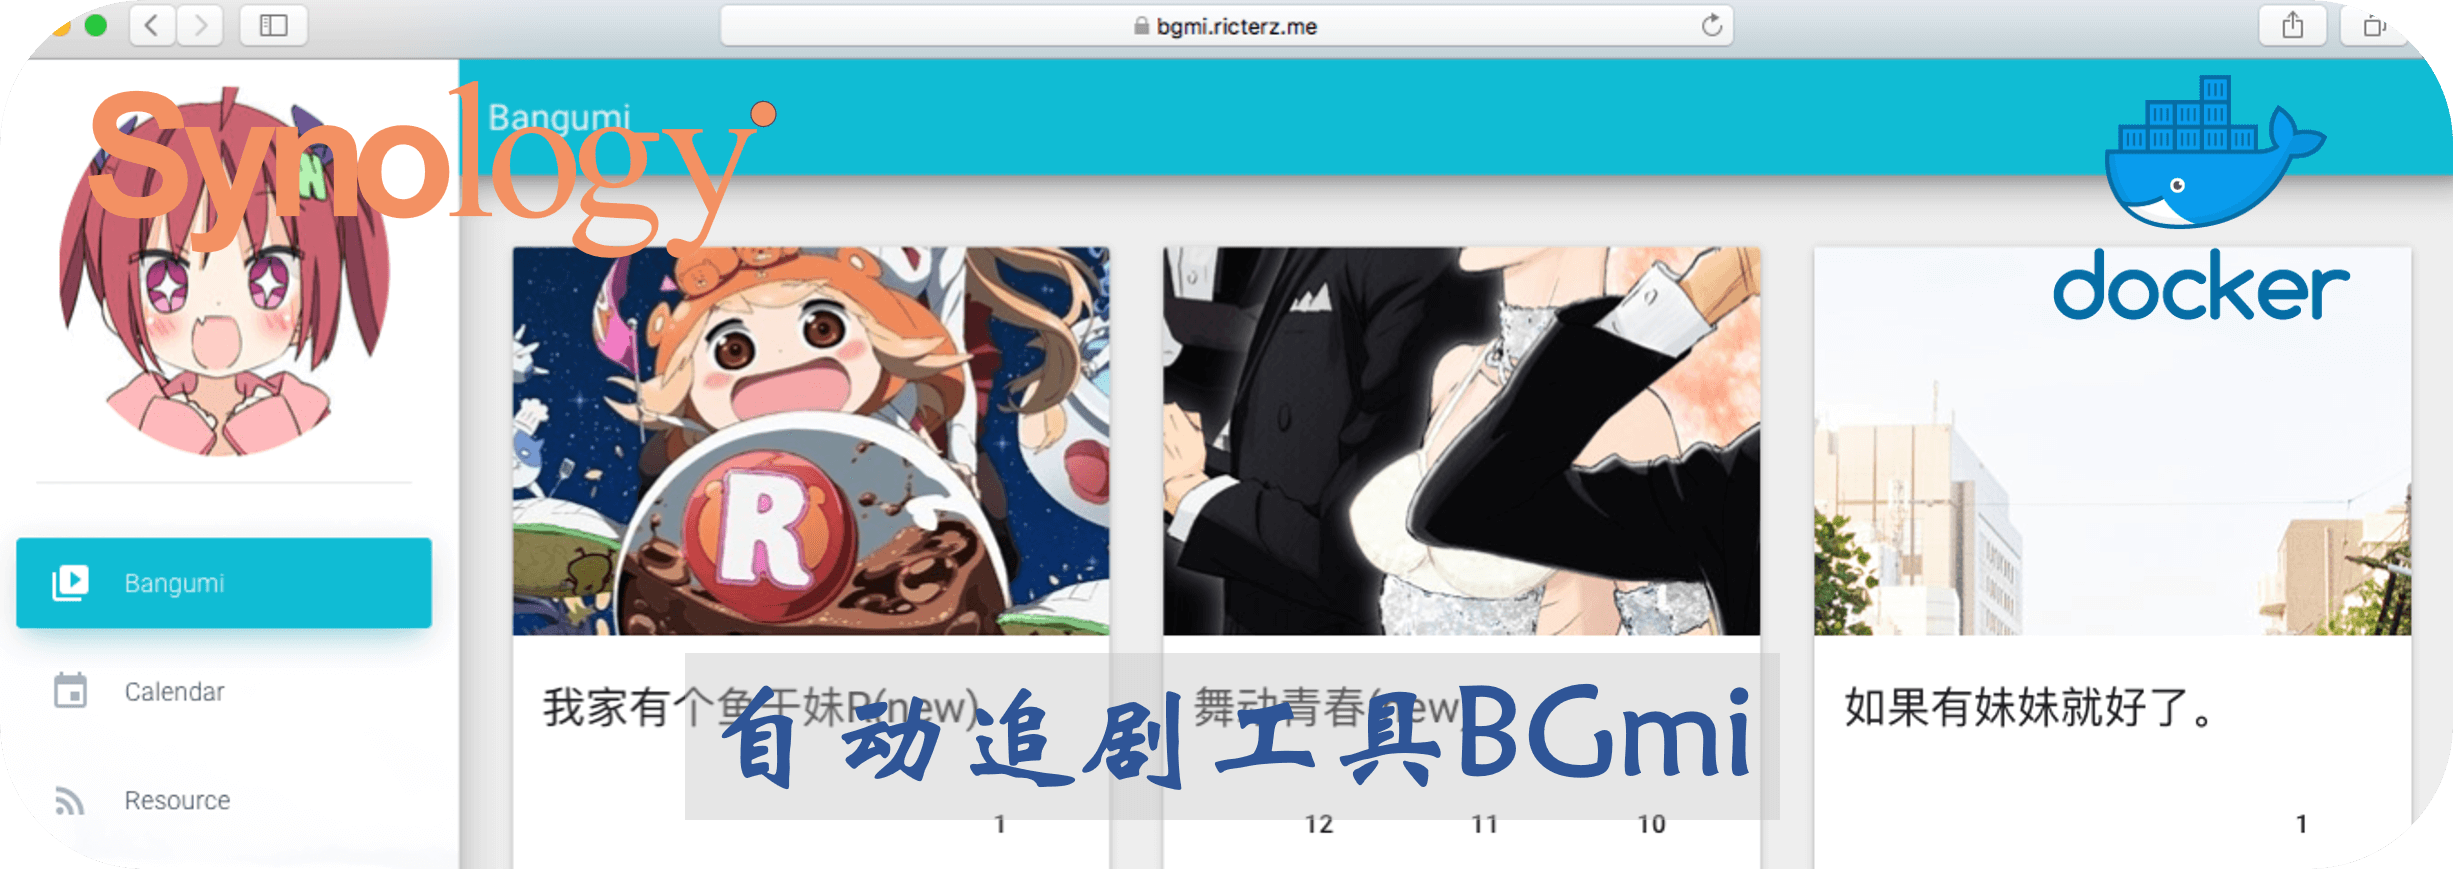 bgmi.ricterz.me
Synology
Bangumi
docker
R
Bangumi
Calendar
Resource
我家有个鱼干妹R(new)
舞动青春(new)
如果有妹妹就好了。
自动追剧工具BGmi
1
12 11 10
1